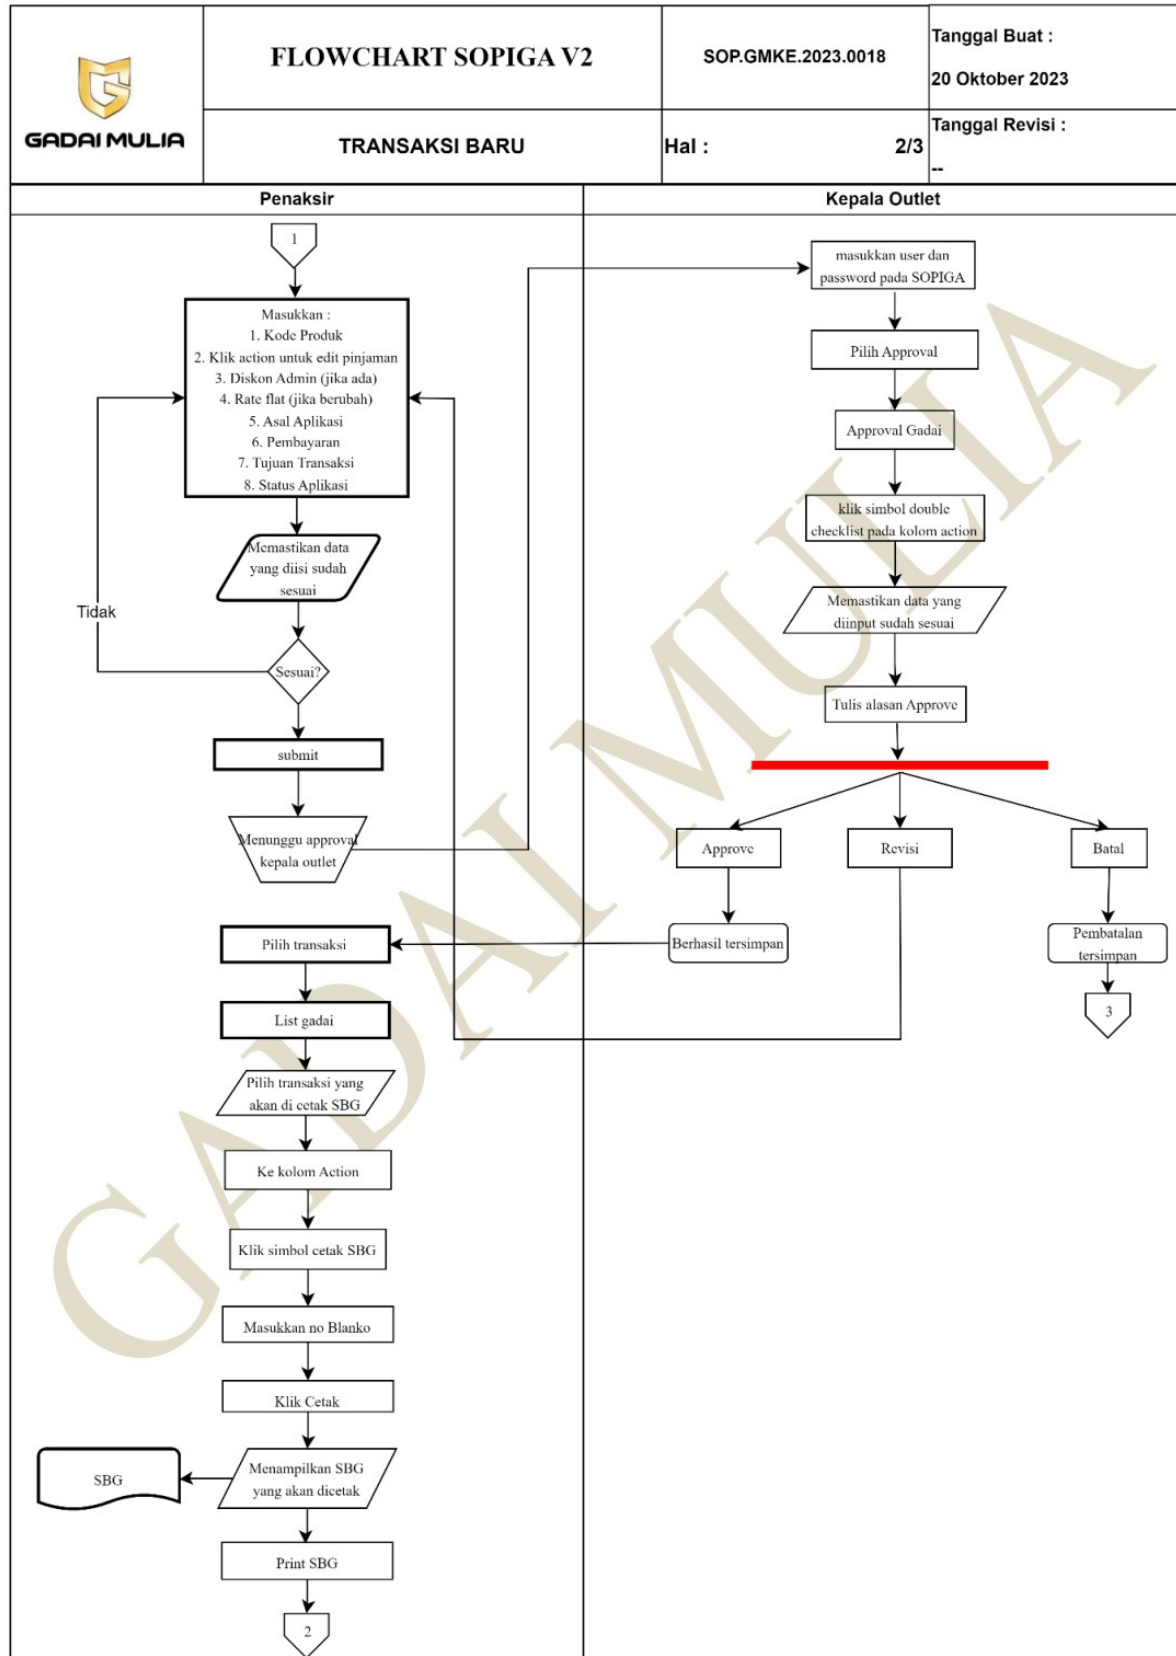 GADAI MULIA
FLOWCHART SOPIGA V2
SOP.GMKE.2023.0018
Tanggal Buat :
20 Oktober 2023
TRANSAKSI BARU
Hal : 2/3
Tanggal Revisi :
--
Penaksir
1
Masukkan :
1. Kode Produk
2. Klik action untuk edit pinjaman
3. Diskon Admin (jika ada)
4. Rate flat (jika berubah)
5. Asal Aplikasi
6. Pembayaran
7. Tujuan Transaksi
8. Status Aplikasi
Memastikan data
yang diisi sudah
sesuai
Tidak
Sesuai?
submit
Menunggu approval
kepala outlet
Pilih transaksi
List gadai
Pilih transaksi yang
akan di cetak SBG
Ke kolom Action
Klik simbol cetak SBG
Masukkan no Blanko
Klik Cetak
Menampilkan SBG
yang akan dicetak
SBG
Print SBG
2
Kepala Outlet
masukkan user dan
password pada SOPIGA
Pilih Approval
Approval Gadai
klik simbol double
checklist pada kolom action
Memastikan data yang
diinput sudah sesuai
Tulis alasan Approve
Approve
Revisi
Batal
Berhasil tersimpan
Pembatalan
tersimpan
3
GADAI MULIA